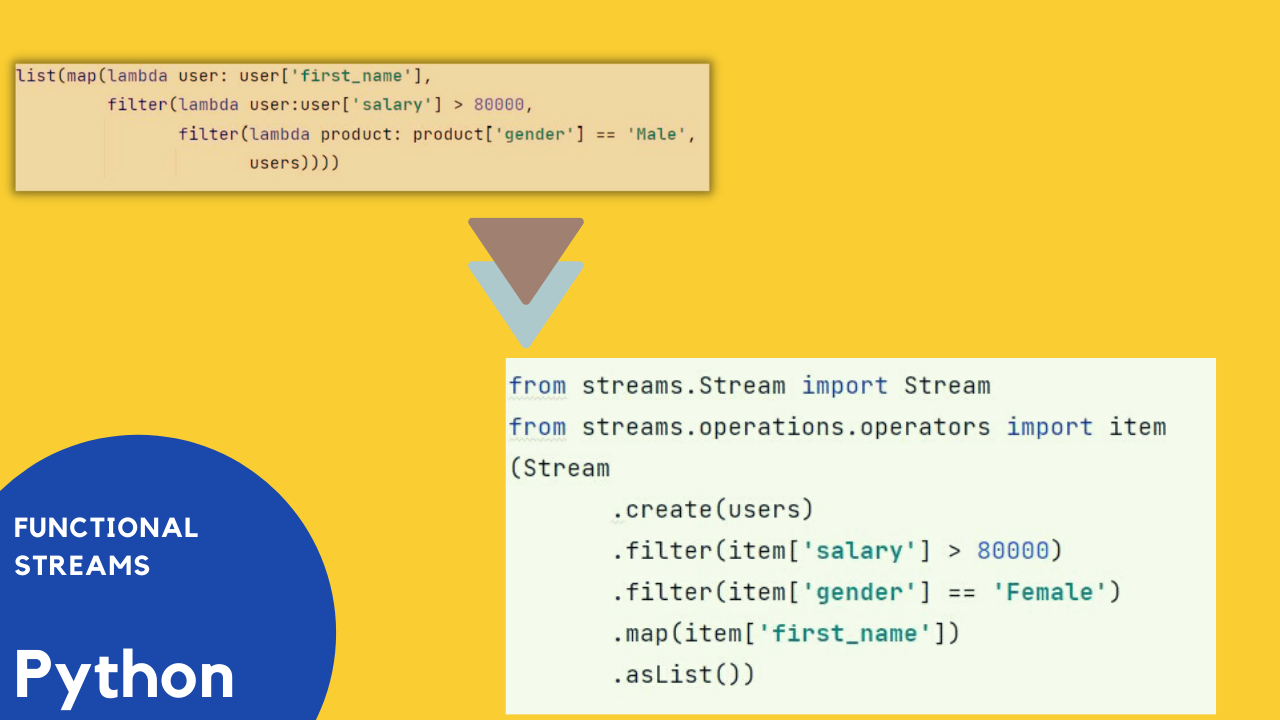 list(map(lambda user: user['first_name'],
         filter(lambda user:user['salary'] > 80000,
                filter(lambda product: product['gender'] == 'Male',
                       users))))
from streams.Stream import Stream
from streams.operations.operators import item
(Stream
       .create(users)
       .filter(item['salary'] > 80000)
       .filter(item['gender'] == 'Female')
       .map(item['first_name'])
       .asList())
FUNCTIONAL
STREAMS
Python